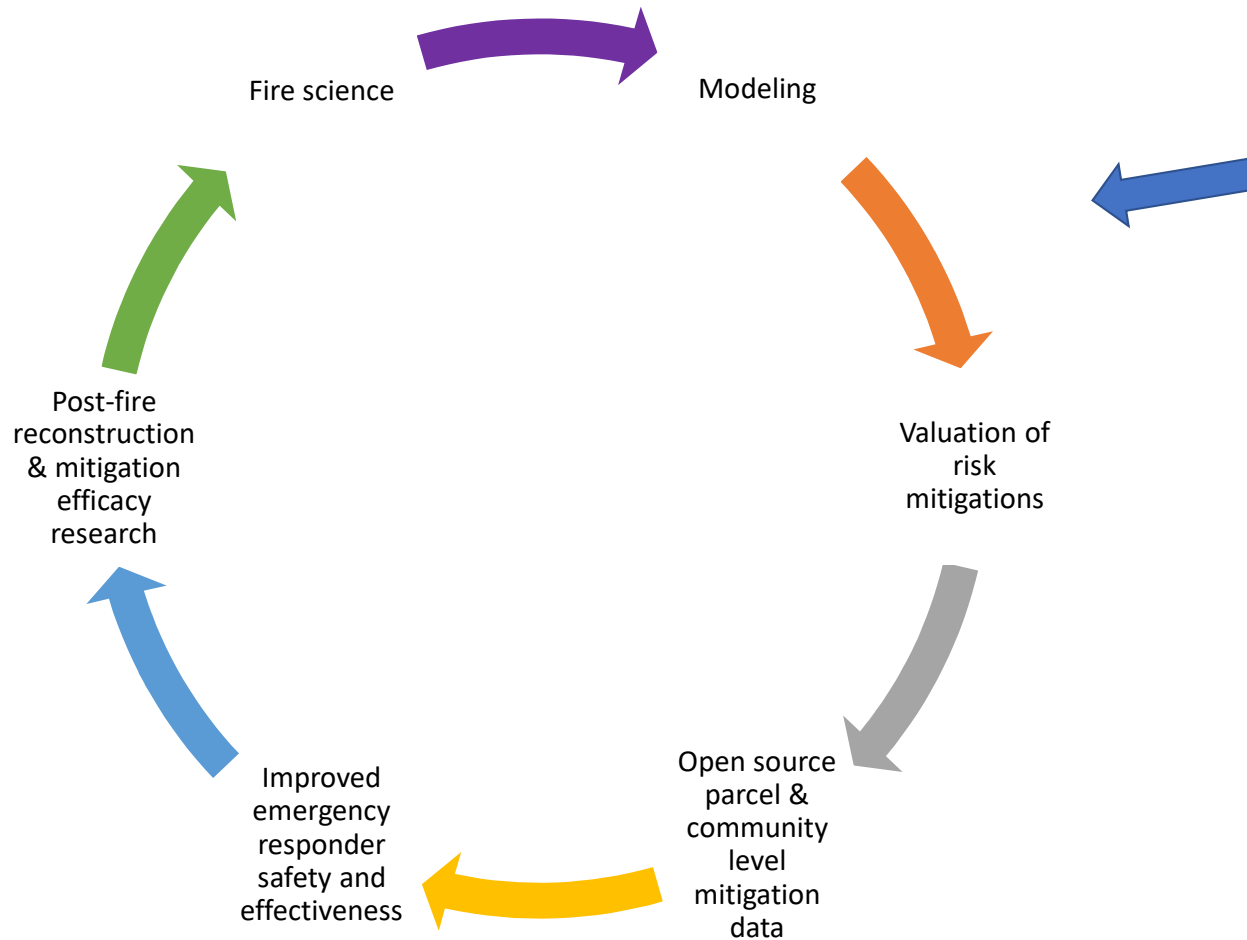 Fire science
Modeling
Valuation of
risk
mitigations
Open source
parcel &
community
level
mitigation
data
Improved
emergency
responder
safety and
effectiveness
Post-fire
reconstruction
& mitigation
efficacy
research